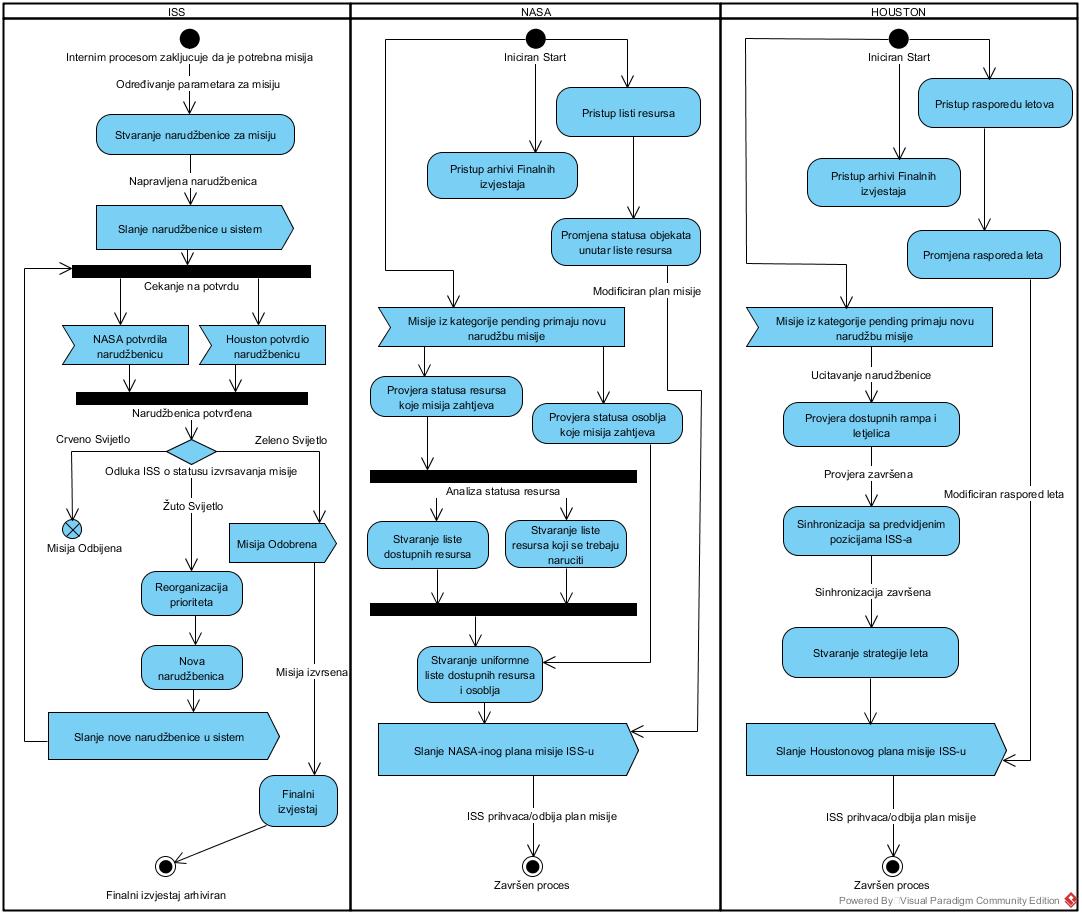 ISS
Internim procesom zakljucuje da je potrebna misija
Određivanje parametara za misiju
Stvaranje narudžbenice za misiju
Napravljena narudžbenica
Slanje narudžbenice u sistem
Cekanje na potvrdu
NASA potvrdila
narudžbenicu
Houston potvrdio
narudžbenicu
Narudžbenica potvrđena
Crveno Svijetlo
Zeleno Svijetlo
Odluka ISS o statusu izvrsavanja misije
Žuto Svijetlo
Misija Odbijena
Misija Odobrena
Reorganizacija
prioriteta
Nova
narudžbenica
Misija izvrsena
Slanje nove narudžbenice u sistem
Finalni
izvjestaj
Finalni izvjestaj arhiviran
NASA
Iniciran Start
Pristup listi resursa
Pristup arhivi Finalnih
izvjestaja
Promjena statusa objekata
unutar liste resursa
Modificiran plan misije
Misije iz kategorije pending primaju novu
narudžbu misije
Provjera statusa resursa
koje misija zahtjeva
Provjera statusa osoblja
koje misija zahtjeva
Analiza statusa resursa
Stvaranje liste
dostupnih resursa
Stvaranje liste
resursa koji se trebaju
naruciti
Stvaranje uniformne
liste dostupnih resursa
i osoblja
Slanje NASA-inog plana misije ISS-u
ISS prihvaca/odbija plan misije
Završen proces
HOUSTON
Iniciran Start
Pristup rasporedu letova
Pristup arhivi Finalnih
izvjestaja
Promjena rasporeda leta
Misije iz kategorije pending primaju novu
narudžbu misije
Ucitavanje narudžbenice
Provjera dostupnih rampa i
letjelica
Provjera završena
Modificiran raspored leta
Sinhronizacija sa predvidjenim
pozicijama ISS-a
Sinhronizacija završena
Stvaranje strategije leta
Slanje Houstonovog plana misije ISS-u
ISS prihvaca/odbija plan misije
Završen proces
Powered By Visual Paradigm Community Edition